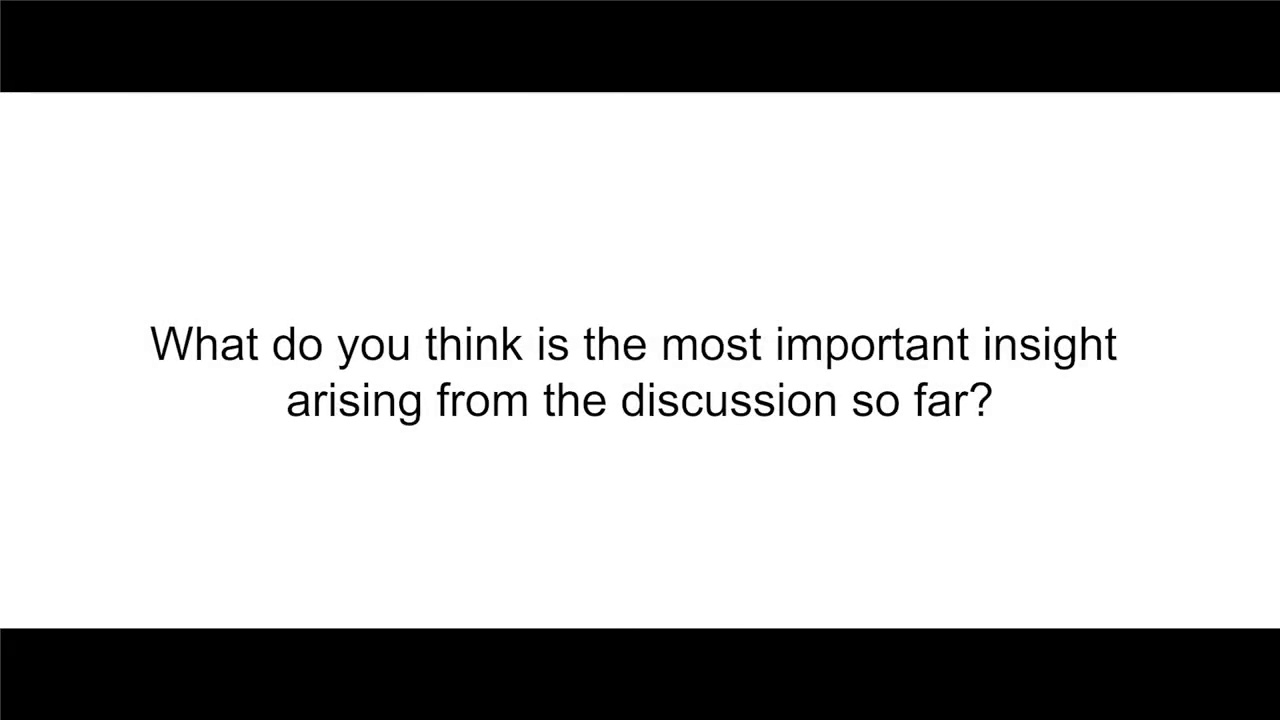 What do you think is the most important insight
arising from the discussion so far?